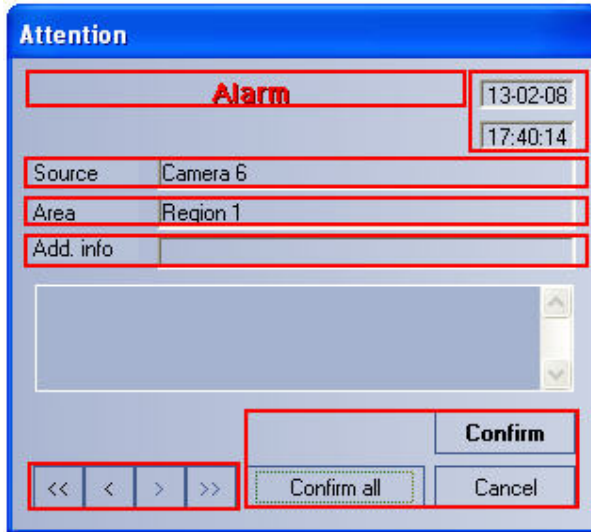 Attention
Alarm
13-02-08
17:40:14
Source Camera 6
Area Region 1
Add. info
Confirm
<< < > >> Confirm all Cancel